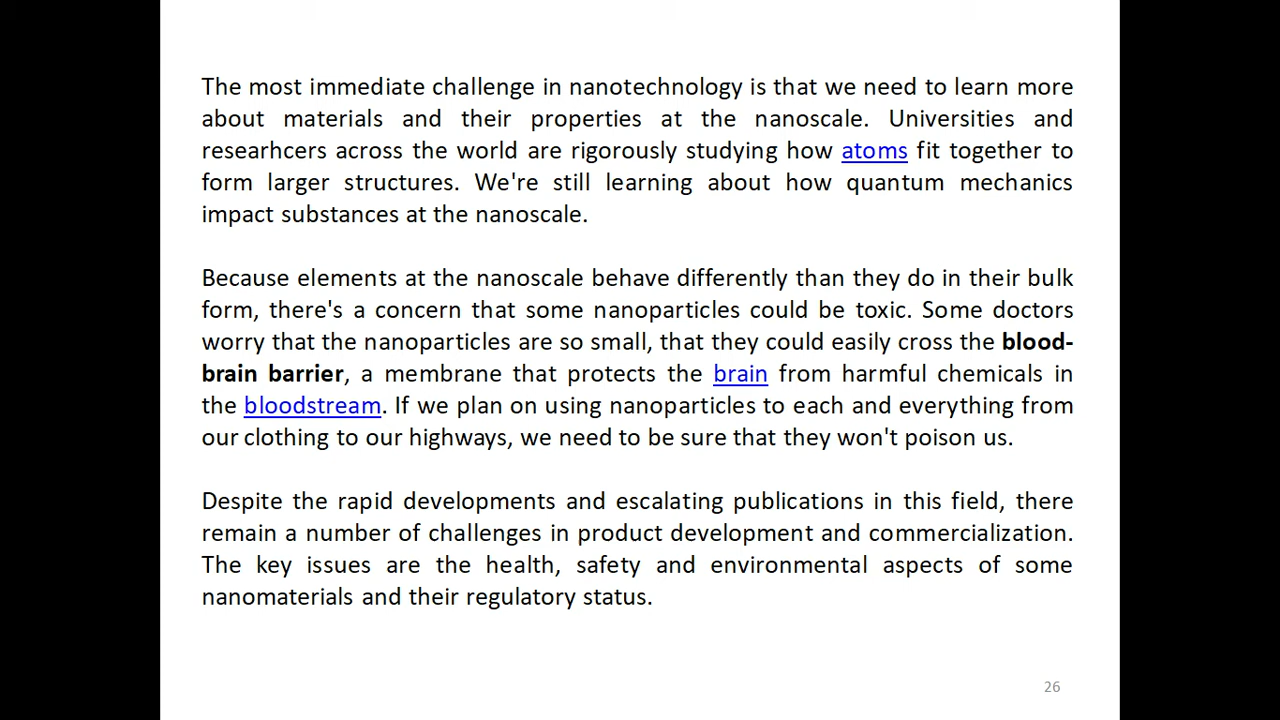 The most immediate challenge in nanotechnology is that we need to learn more
about materials and their properties at the nanoscale. Universities and
researhcers across the world are rigorously studying how atoms fit together to
form larger structures. We're still learning about how quantum mechanics
impact substances at the nanoscale.
Because elements at the nanoscale behave differently than they do in their bulk
form, there's a concern that some nanoparticles could be toxic. Some doctors
worry that the nanoparticles are so small, that they could easily cross the blood-
brain barrier, a membrane that protects the brain from harmful chemicals in
the bloodstream. If we plan on using nanoparticles to each and everything from
our clothing to our highways, we need to be sure that they won't poison us.
Despite the rapid developments and escalating publications in this field, there
remain a number of challenges in product development and commercialization.
The key issues are the health, safety and environmental aspects of some
nanomaterials and their regulatory status.
26